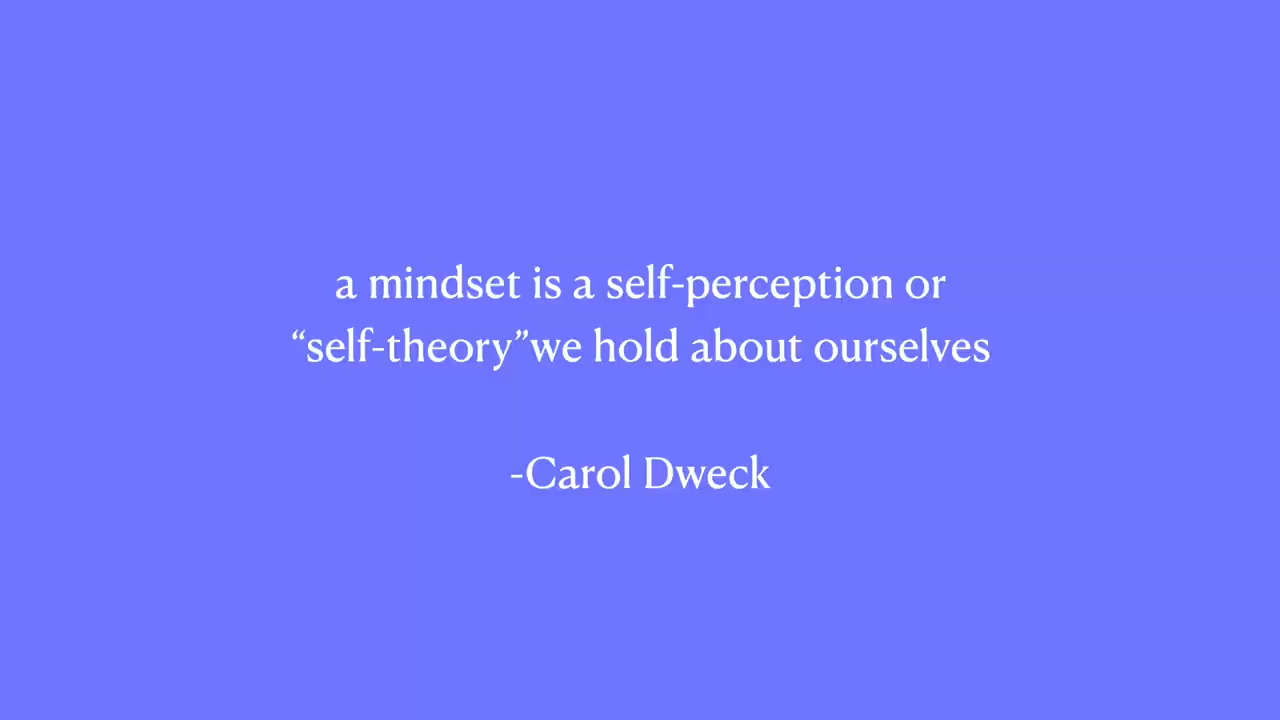 a mindset is a self-perception or
“self-theory”we hold about ourselves
-Carol Dweck